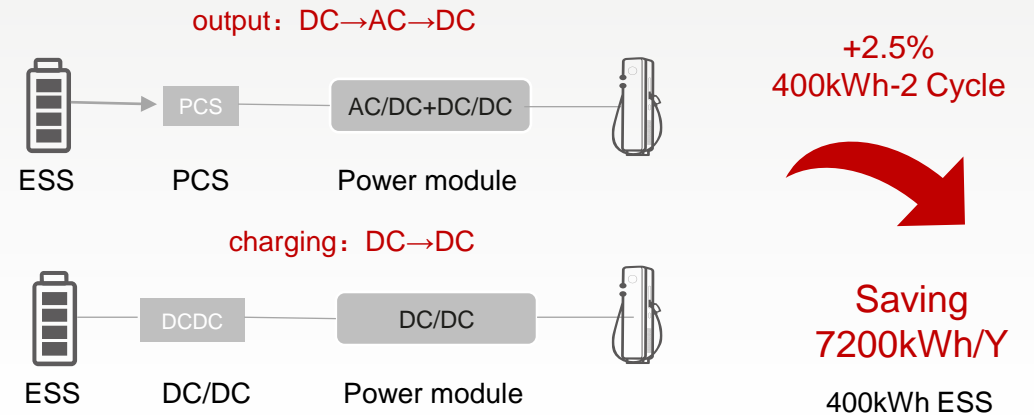 output：DC→AC→DC
+2.5%
400kWh-2 Cycle
PCS
AC/DC+DC/DC
ESS
PCS
Power module
charging：DC→DC
DCDC
DC/DC
Saving
7200kWh/Y
ESS
DC/DC
Power module
400kWh ESS